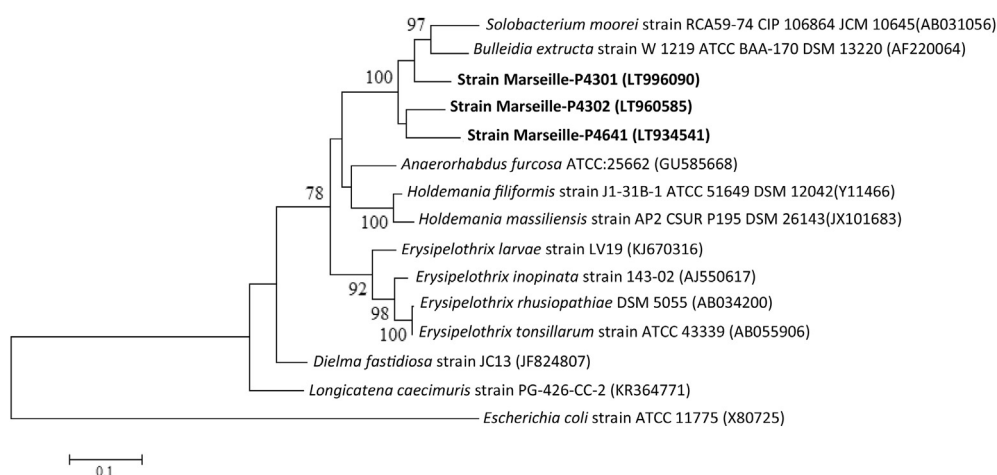 97
Solobacterium moorei strain RCA59-74 CIP 106864 JCM 10645(AB031056)
Bulleidia extructa strain W 1219 ATCC BAA-170 DSM 13220 (AF220064)
100
Strain Marseille-P4301 (LT996090)
Strain Marseille-P4302 (LT960585)
Strain Marseille-P4641 (LT934541)
Anaerorhabdus furcosa ATCC:25662 (GU585668)
78
Holdemania filiformis strain J1-31B-1 ATCC 51649 DSM 12042(Y11466)
100
Holdemania massiliensis strain AP2 CSUR P195 DSM 26143(JX101683)
Erysipelothrix larvae strain LV19 (KJ670316)
92
Erysipelothrix inopinata strain 143-02 (AJ550617)
98
Erysipelothrix rhusiopathiae DSM 5055 (AB034200)
100
Erysipelothrix tonsillarum strain ATCC 43339 (AB055906)
Dielma fastidiosa strain JC13 (JF824807)
Longicatena caecimuris strain PG-426-CC-2 (KR364771)
Escherichia coli strain ATCC 11775 (X80725)
0.1